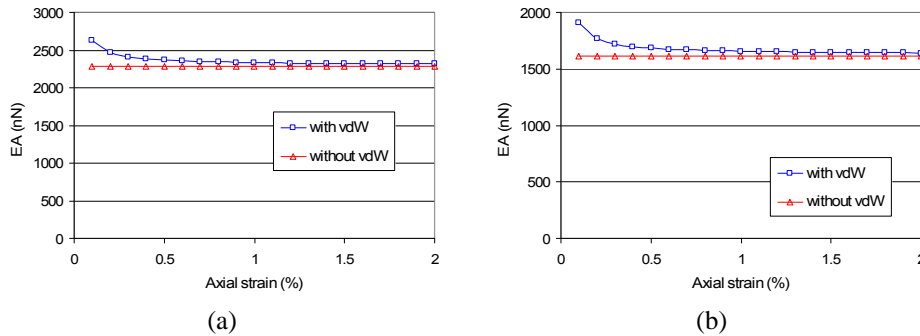 3000
2500
2000
1500
1000
500
0
EA (nN)
with vdW
without vdW
0 0.5 1 1.5 2
Axial strain (%)
(a)
2000
1500
1000
500
0
EA (nN)
with vdW
without vdW
0 0.5 1 1.5 2
Axial strain (%)
(b)